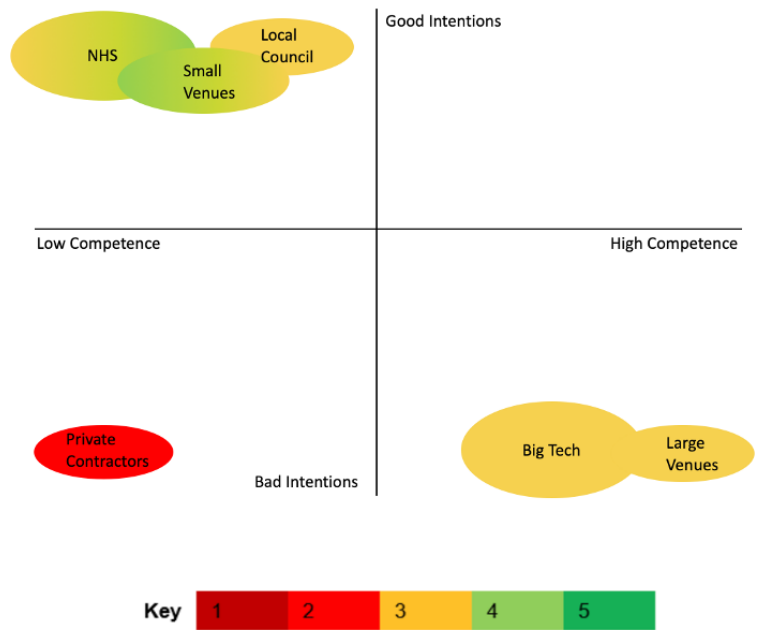 Good Intentions
NHS
Local
Council
Small
Venues
Low Competence
High Competence
Private
Contractors
Big Tech
Large
Venues
Bad Intentions
Key 1 2 3 4 5